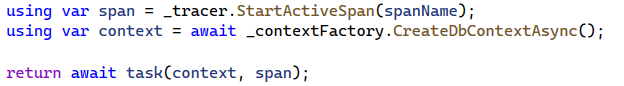 using var span = _tracer.StartActiveSpan(spanName);
using var context = await _contextFactory.CreateDbContextAsync();
return await task(context, span);